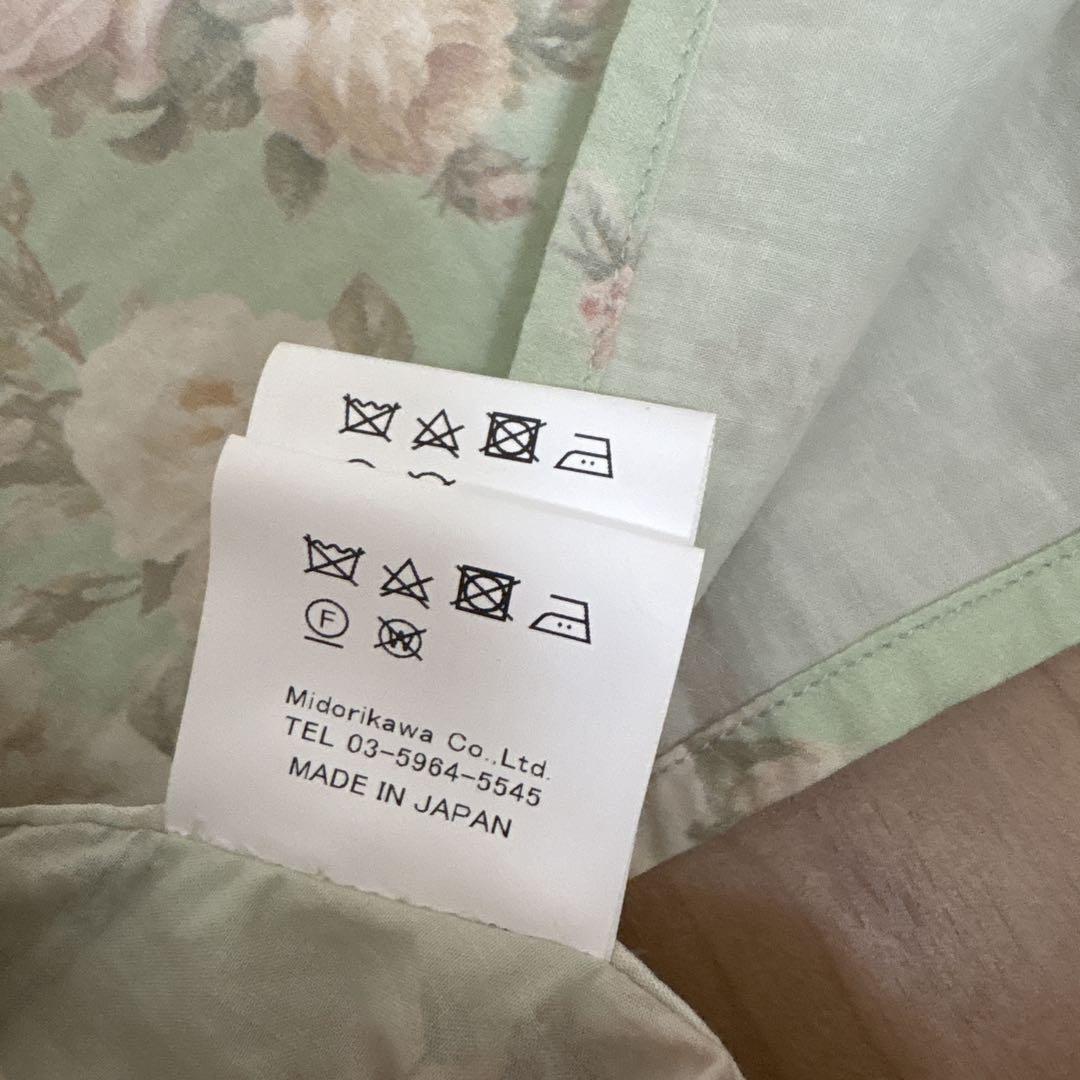 F W
Midorikawa Co.,Ltd.
TEL 03-5964-5545
MADE IN JAPAN